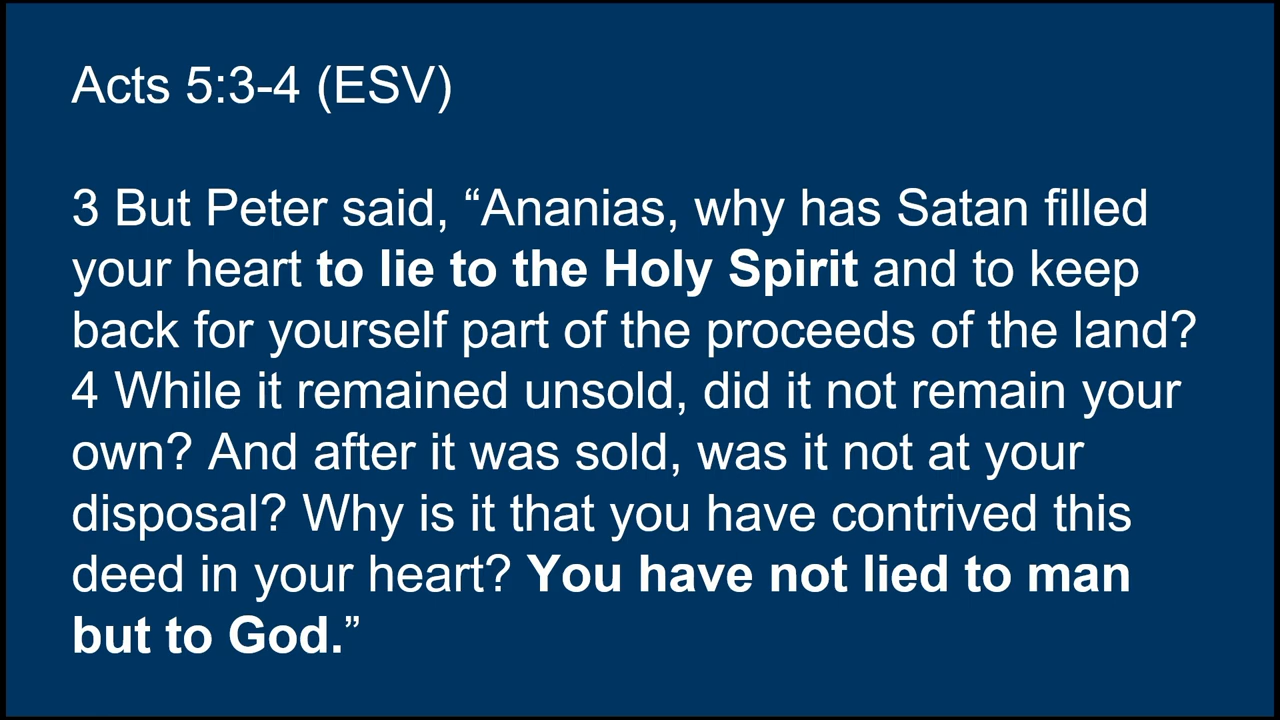 Acts 5:3-4 (ESV)
3 But Peter said, “Ananias, why has Satan filled
your heart to lie to the Holy Spirit and to keep
back for yourself part of the proceeds of the land?
4 While it remained unsold, did it not remain your
own? And after it was sold, was it not at your
disposal? Why is it that you have contrived this
deed in your heart? You have not lied to man
but to God.”